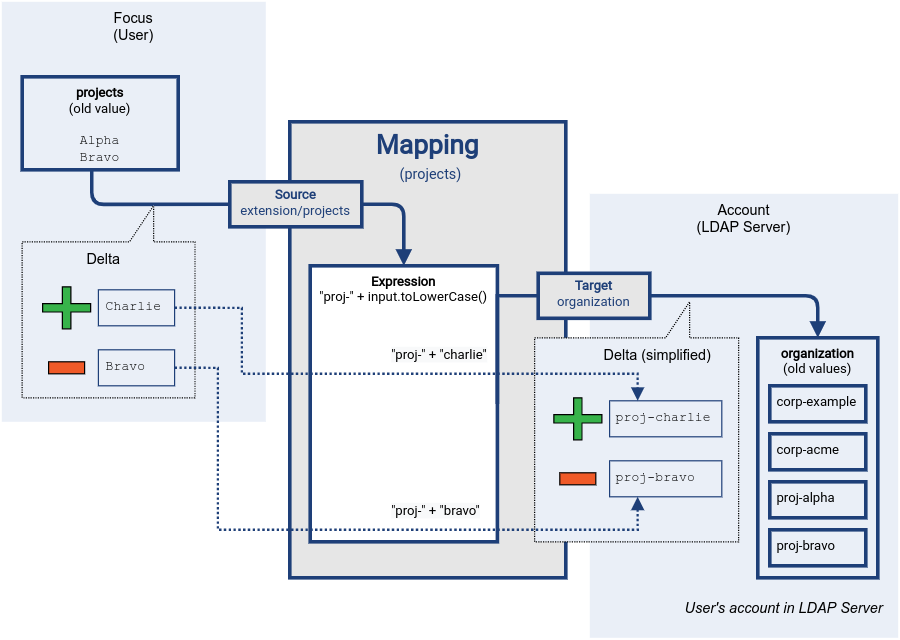 Focus
(User)
projects
(old value)
Alpha
Bravo
Mapping
(projects)
Source
extension/projects
Account
(LDAP Server)
Delta
Charlie
Bravo
Expression
"proj-" + input.toLowerCase()
"proj-" + "charlie"
"proj-" + "bravo"
Target
organization
Delta (simplified)
proj-charlie
proj-bravo
organization
(old values)
corp-example
corp-acme
proj-alpha
proj-bravo
User's account in LDAP Server